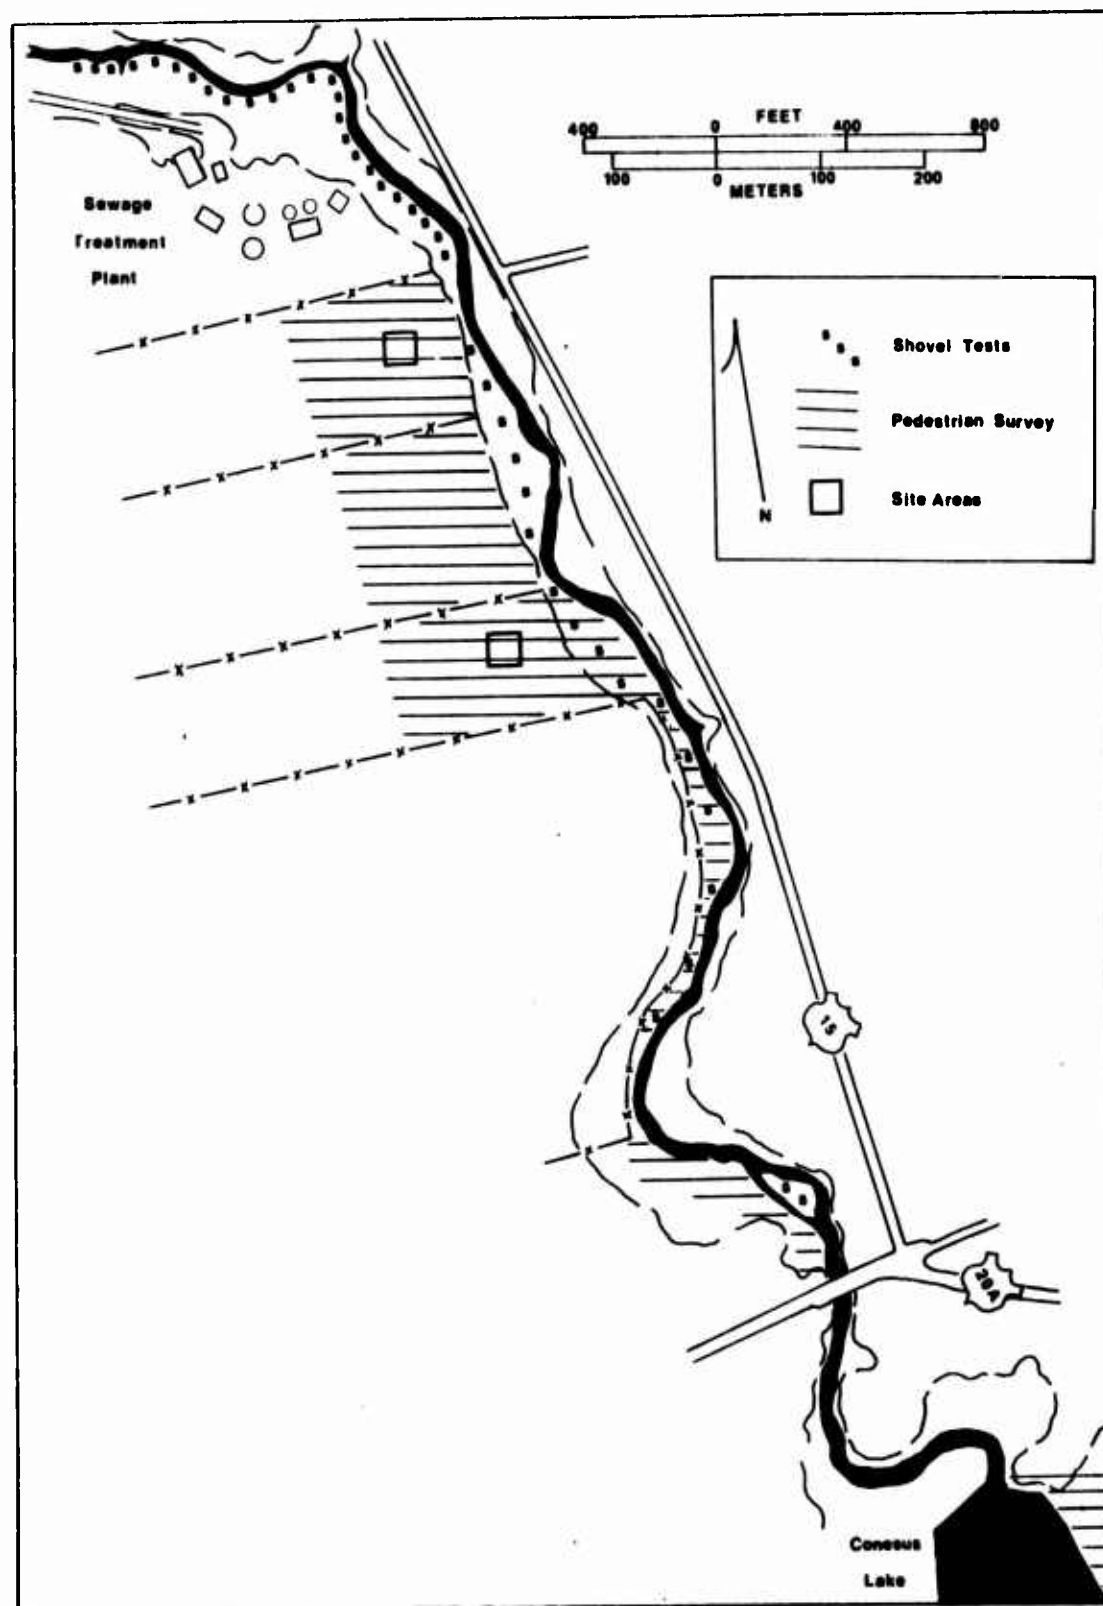 FEET
400 0 400 800
100 0 100 200
METERS
Sewage
Treatment
Plant
Shovel Tests
Pedestrian Survey
Site Areas
N
15
20A
Conesus
Lake